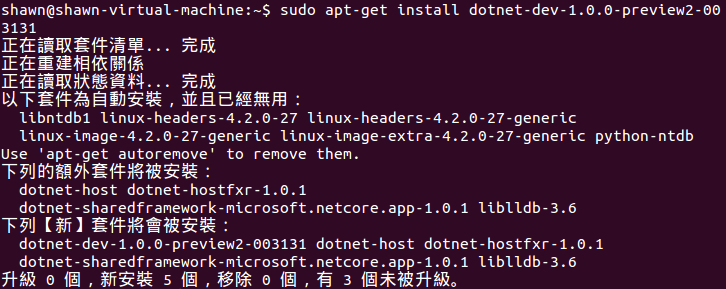 shawn@shawn-virtual-machine:~$ sudo apt-get install dotnet-dev-1.0.0-preview2-00
3131
正在讀取套件清單... 完成
正在重建相依關係
正在讀取狀態資料... 完成
以下套件為自動安裝，並且已經無用：
  libntdb1 linux-headers-4.2.0-27 linux-headers-4.2.0-27-generic
  linux-image-4.2.0-27-generic linux-image-extra-4.2.0-27-generic python-ntdb
Use 'apt-get autoremove' to remove them.
下列的額外套件將被安裝：
  dotnet-host dotnet-hostfxr-1.0.1
  dotnet-sharedframework-microsoft.netcore.app-1.0.1 liblldb-3.6
下列【新】套件將會被安裝：
  dotnet-dev-1.0.0-preview2-003131 dotnet-host dotnet-hostfxr-1.0.1
  dotnet-sharedframework-microsoft.netcore.app-1.0.1 liblldb-3.6
升級 0 個，新安裝 5 個，移除 0 個，有 3 個未被升級。